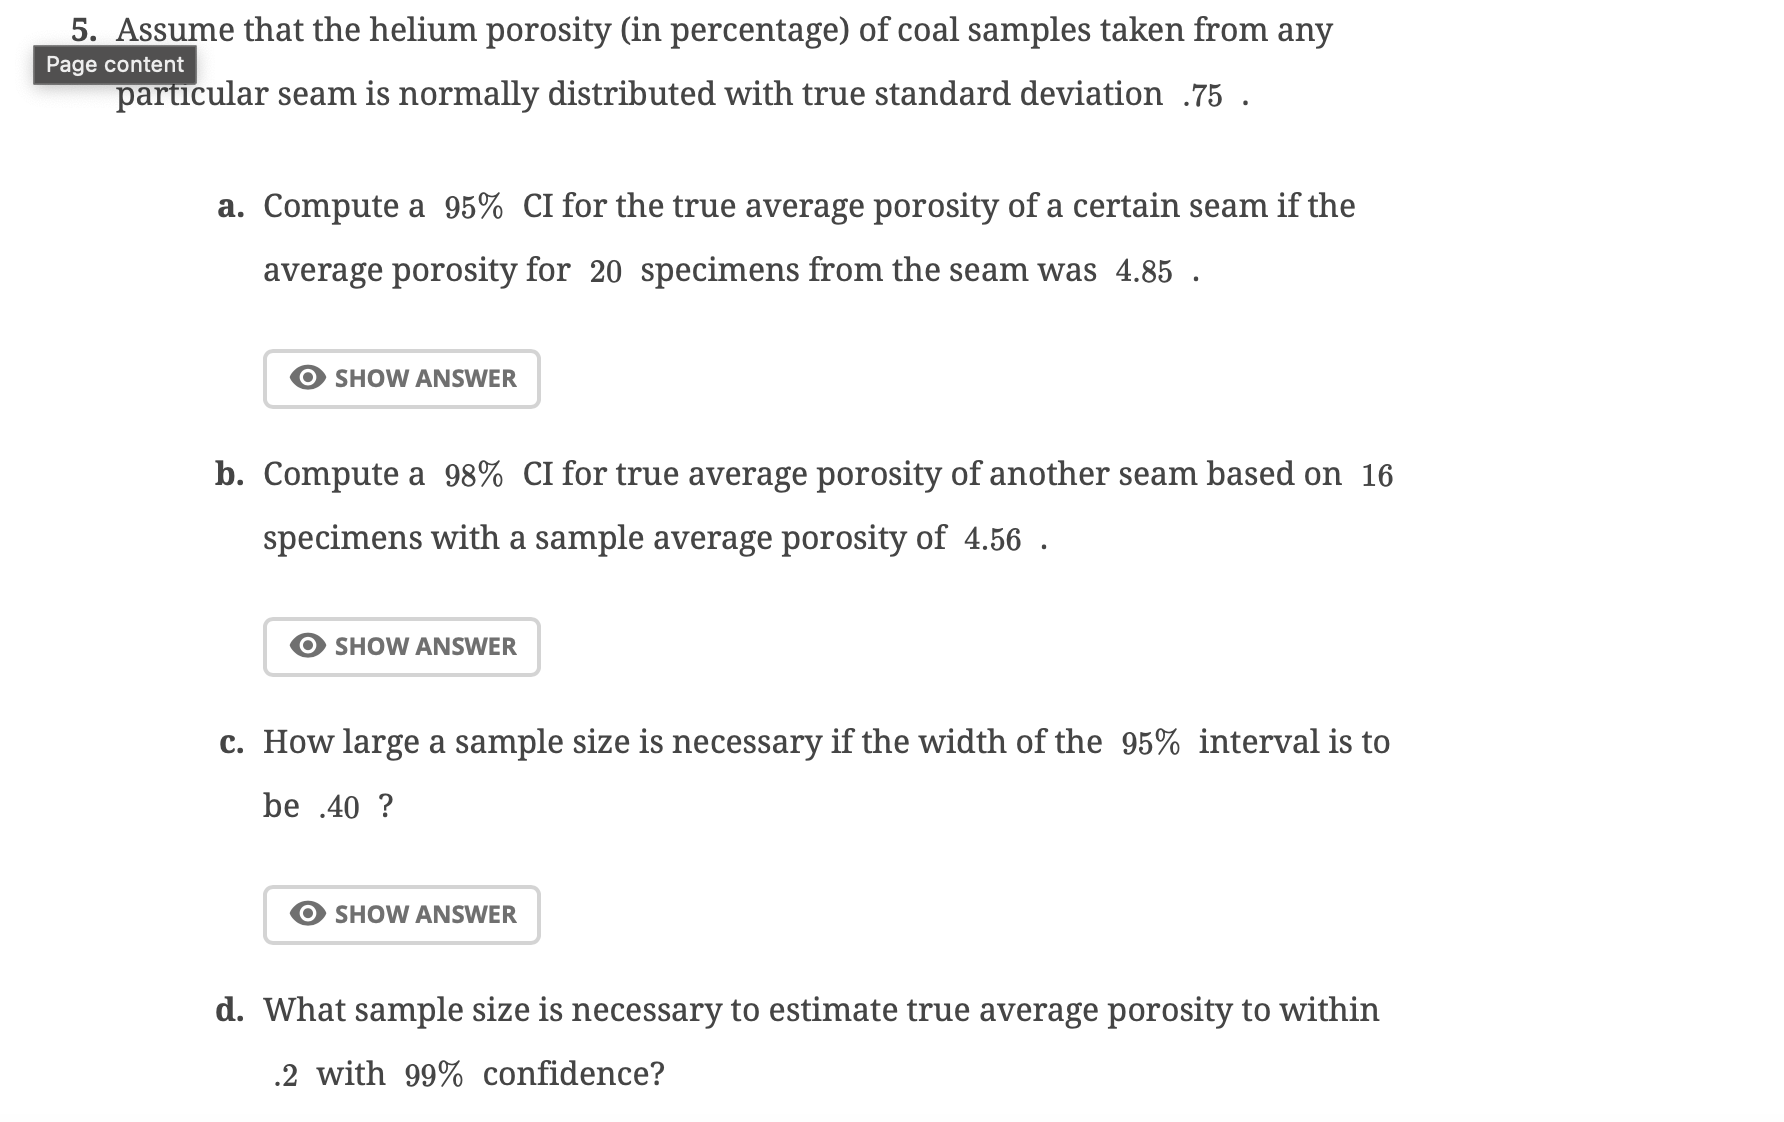 5. Assume that the helium porosity (in percentage) of coal samples taken from any
Page content
particular seam is normally distributed with true standard deviation .75 .
a. Compute a 95% CI for the true average porosity of a certain seam if the
average porosity for 20 specimens from the seam was 4.85 .
SHOW ANSWER
b. Compute a 98% CI for true average porosity of another seam based on 16
specimens with a sample average porosity of 4.56 .
SHOW ANSWER
c. How large a sample size is necessary if the width of the 95% interval is to
be .40 ?
SHOW ANSWER
d. What sample size is necessary to estimate true average porosity to within
.2 with 99% confidence?